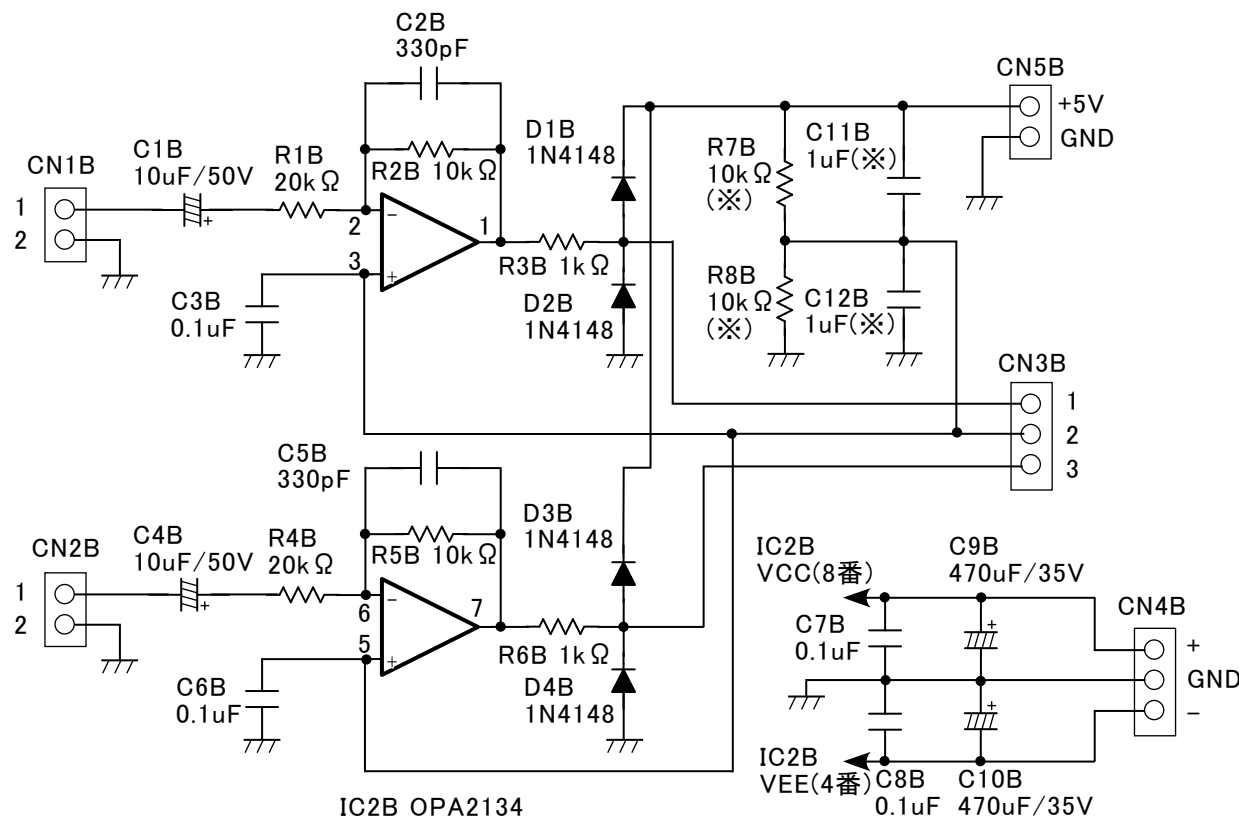 C2B
330pF
C1B
10uF/50V
R1B
20kΩ
R2B 10kΩ
CN1B
1
2
2
3
1
-
+
+
C3B
0.1uF
R3B 1kΩ
D1B
1N4148
D2B
1N4148
R7B
10kΩ
(※)
C11B
1uF(※)
R8B
10kΩ
(※)
C12B
1uF(※)
CN5B
+5V
GND
CN3B
1
2
3
C5B
330pF
C4B
10uF/50V
R4B
20kΩ
R5B 10kΩ
CN2B
1
2
6
5
7
-
+
+
C6B
0.1uF
R6B 1kΩ
D3B
1N4148
D4B
1N4148
IC2B OPA2134
IC2B
VCC(8番)
C9B
470uF/35V
C7B
0.1uF
+
+
CN4B
+
GND
-
IC2B
VEE(4番)
C8B
0.1uF
C10B
470uF/35V